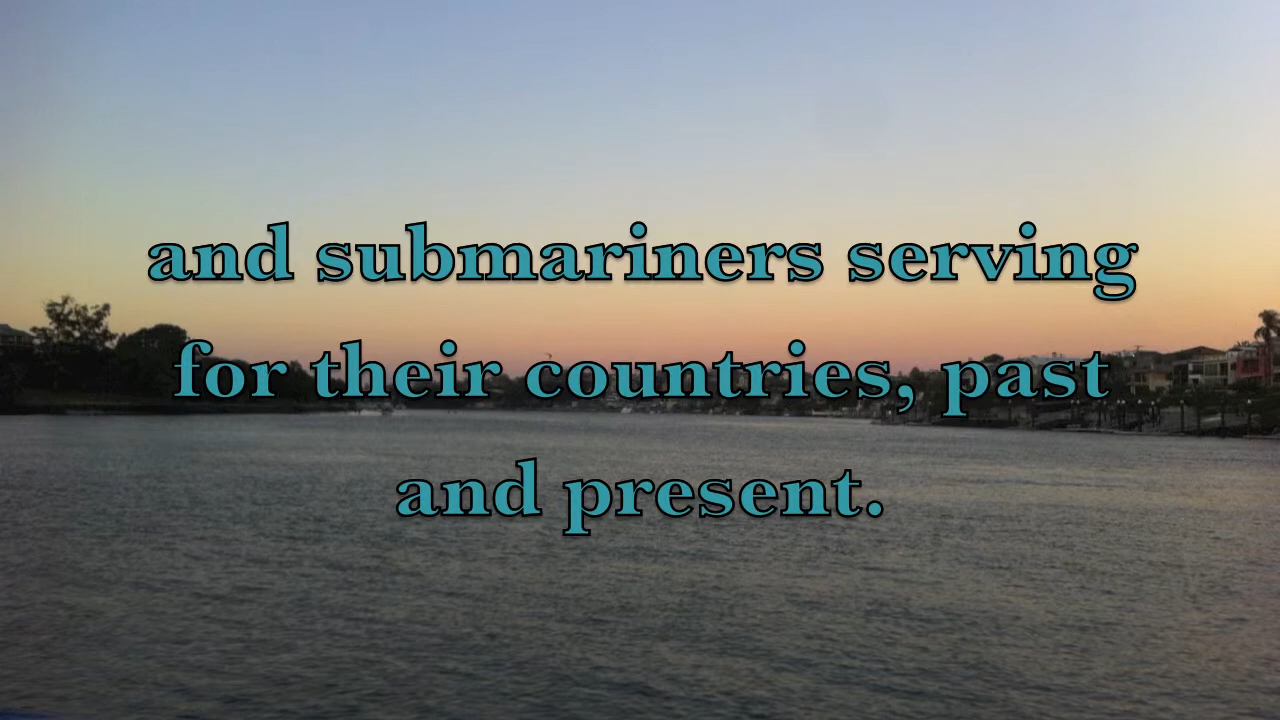 and submariners serving
for their countries, past
and present.